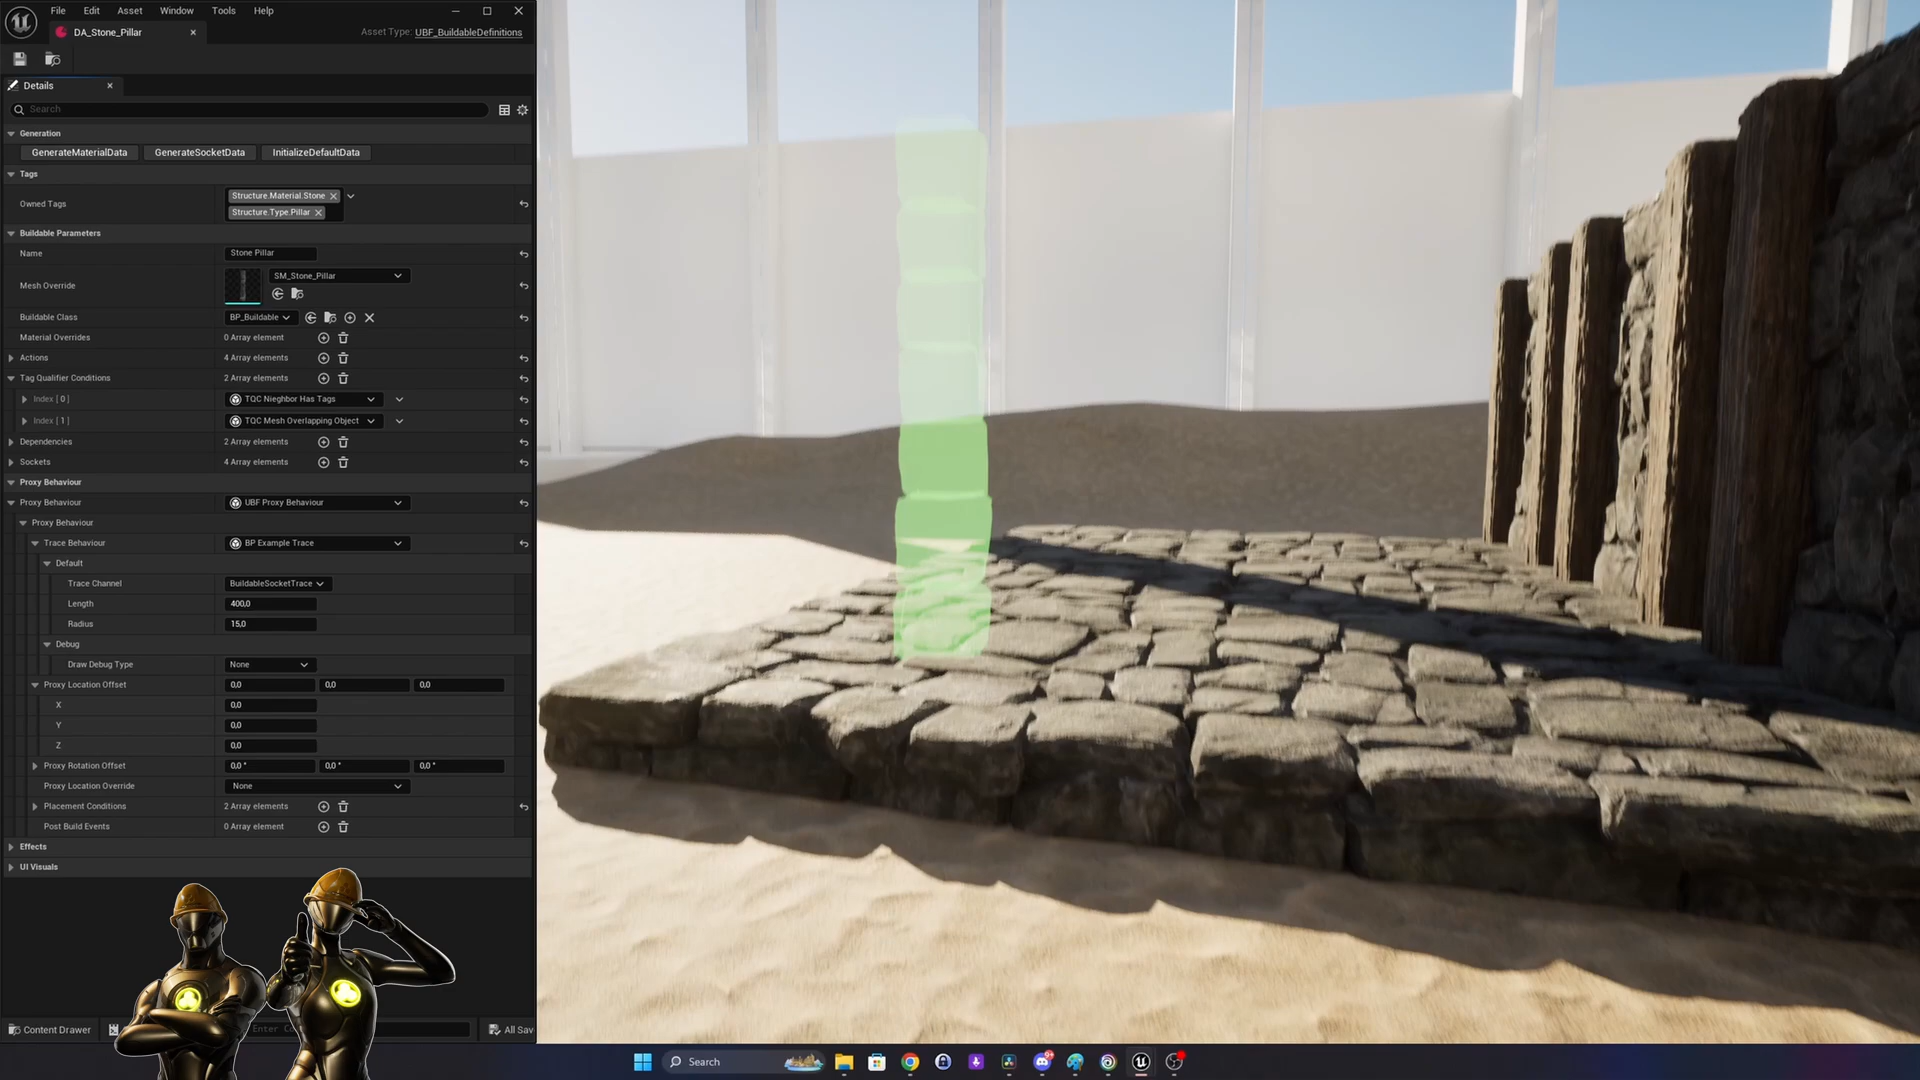 File Edit Asset Window Tools Help
DA_Stone_Pillar
Asset Type: UBF_BuildableDefinitions
Details
Search
Generation
GenerateMaterialData GenerateSocketData InitializeDefaultData
Tags
Owned Tags
Structure.Material.Stone
Structure.Type.Pillar
Buildable Parameters
Name Stone Pillar
Mesh Override SM_Stone_Pillar
Buildable Class BP_Buildable
Material Overrides 0 Array element
Actions 4 Array elements
Tag Qualifier Conditions 2 Array elements
Index [ 0 ] TQC Nieghbor Has Tags
Index [ 1 ] TQC Mesh Overlapping Object
Dependencies 2 Array elements
Sockets 4 Array elements
Proxy Behaviour
Proxy Behaviour UBF Proxy Behaviour
Proxy Behaviour
Trace Behaviour BP Example Trace
Default
Trace Channel BuildableSocketTrace
Length 400,0
Radius 15,0
Debug
Draw Debug Type None
Proxy Location Offset 0,0 0,0 0,0
X 0,0
Y 0,0
Z 0,0
Proxy Rotation Offset 0,0 ° 0,0 ° 0,0 °
Proxy Location Override None
Placement Conditions 2 Array elements
Post Build Events 0 Array element
Effects
UI Visuals
Content Drawer Enter Co All Sav
Search